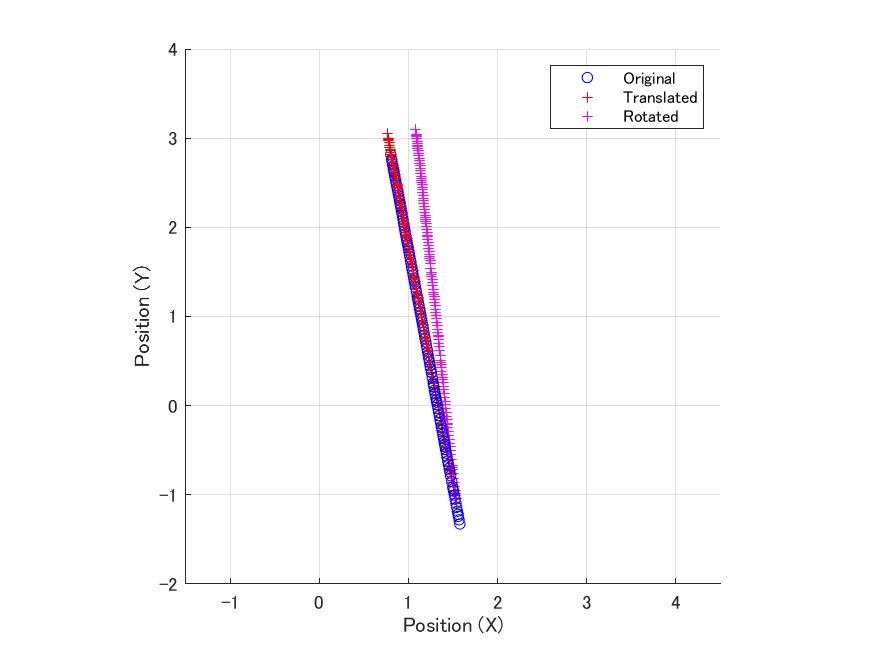 4
3
2
1
0
−1
−2
Position (Y)
Original
Translated
Rotated
−1 0 1 2 3 4
Position (X)